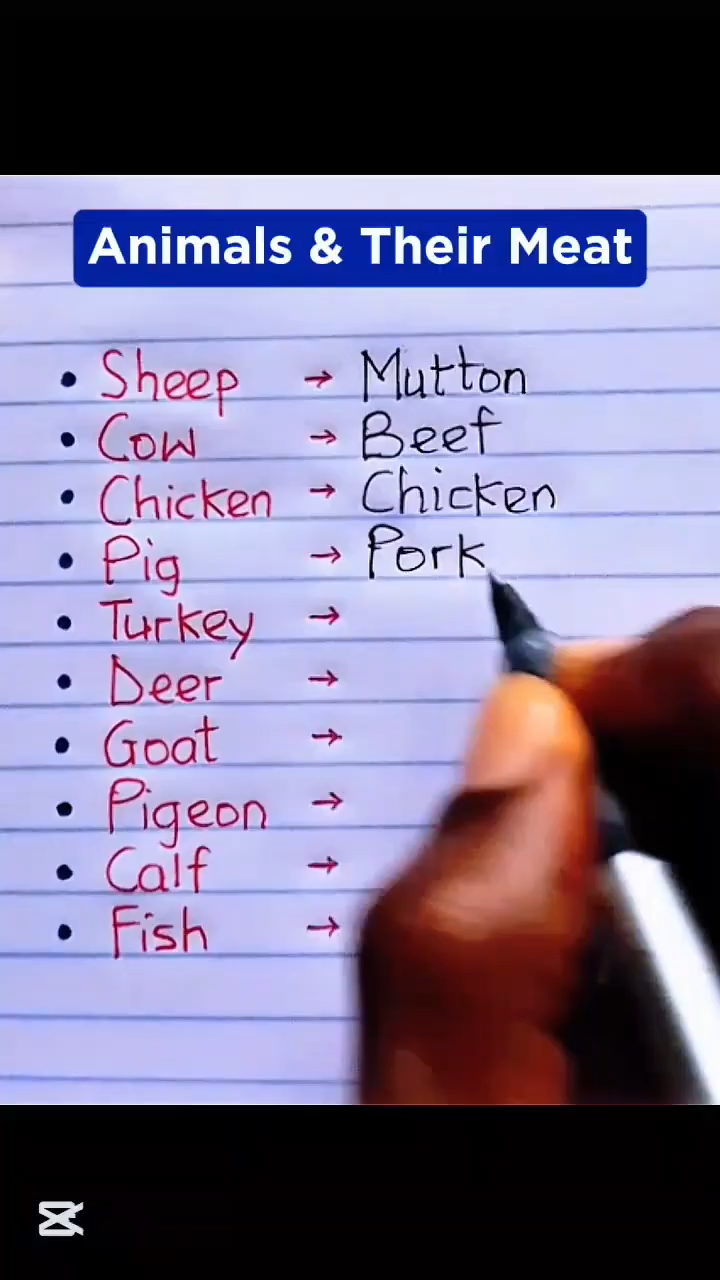 Animals & Their Meat
• Sheep → Mutton
• Cow → Beef
• Chicken → Chicken
• Pig → Pork
• Turkey →
• Deer →
• Goat →
• Pigeon →
• Calf →
• Fish →